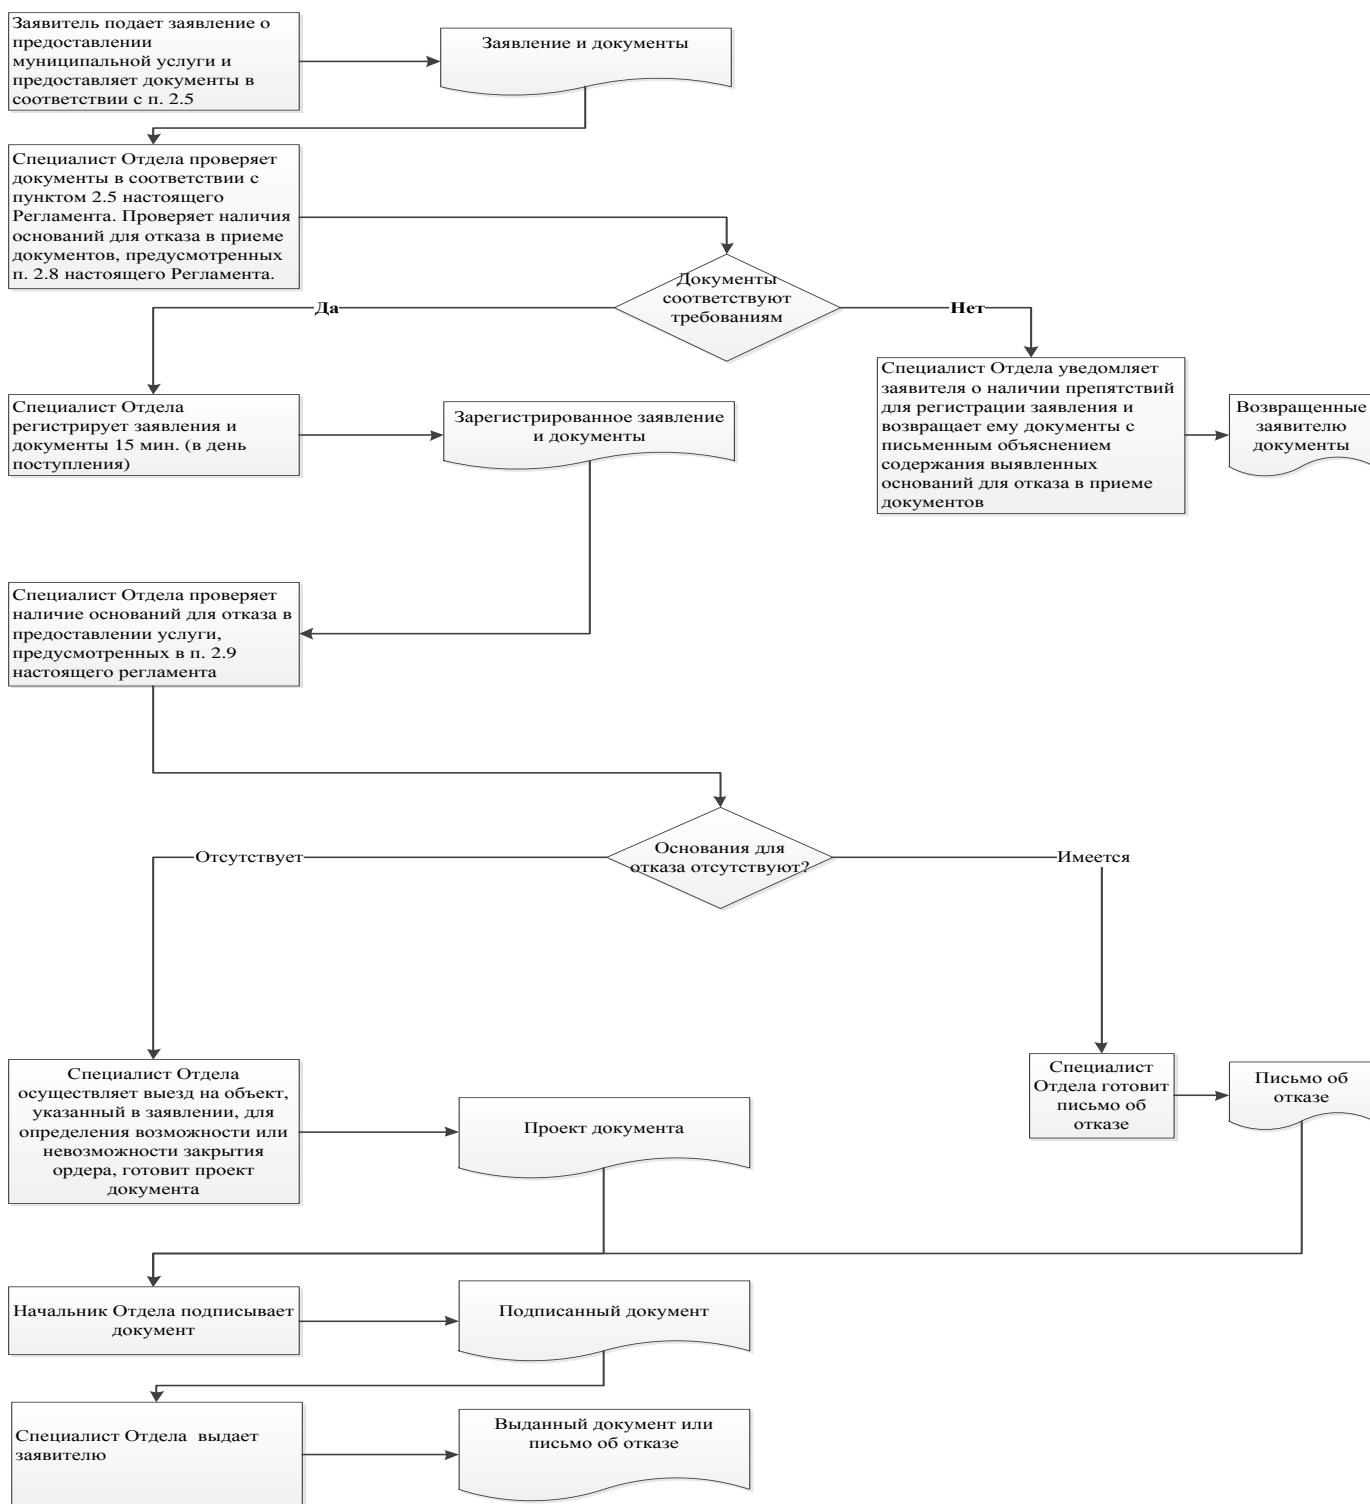 Заявитель подает заявление о
предоставлении
муниципальной услуги и
предоставляет документы в
соответствии с п. 2.5
Заявление и документы
Специалист Отдела проверяет
документы в соответствии с
пунктом 2.5 настоящего
Регламента. Проверяет наличия
оснований для отказа в приеме
документов, предусмотренных
п. 2.8 настоящего Регламента.
Документы
соответствуют
требованиям
Да
Нет
Специалист Отдела
регистрирует заявления и
документы 15 мин. (в день
поступления)
Зарегистрированное заявление
и документы
Специалист Отдела уведомляет
заявителя о наличии препятствий
для регистрации заявления и
возвращает ему документы с
письменным объяснением
содержания выявленных
оснований для отказа в приеме
документов
Возвращенные
заявителю
документы
Специалист Отдела проверяет
наличие оснований для отказа в
предоставлении услуги,
предусмотренных в п. 2.9
настоящего регламента
Основания для
отказа отсутствуют?
Отсутствует
Имеется
Специалист Отдела
осуществляет выезд на объект,
указанный в заявлении, для
определения возможности или
невозможности закрытия
ордера, готовит проект
документа
Проект документа
Специалист
Отдела готовит
письмо об
отказе
Письмо об
отказе
Начальник Отдела подписывает
документ
Подписанный документ
Специалист Отдела  выдает
заявителю
Выданный документ или
письмо об отказе